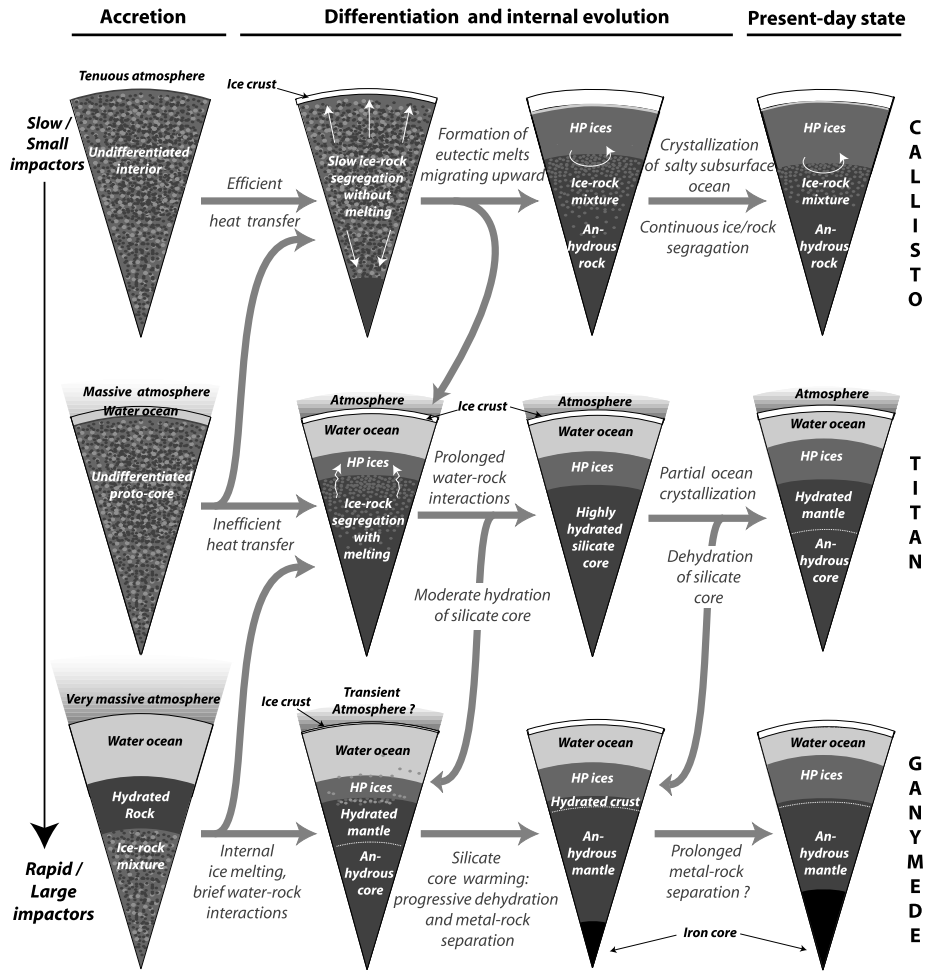 Accretion
Differentiation and internal evolution
Present-day state
Slow /
Small
impactors
Rapid /
Large
impactors
Tenuous atmosphere
Undifferentiated
interior
Efficient
heat transfer
Ice crust
Slow ice-rock
segregation
without
melting
Formation of
eutectic melts
migrating upward
HP ices
Ice-rock
mixture
An-
hydrous
rock
Crystallization
of salty subsurface
ocean
Continuous ice/rock
segragation
HP ices
Ice-rock
mixture
An-
hydrous
rock
C
A
L
L
I
S
T
O
Massive atmosphere
Water ocean
Undifferentiated
proto-core
Inefficient
heat transfer
Atmosphere
Ice crust
Water ocean
HP ices
Ice-rock
segregation
with
melting
Prolonged
water-rock
interactions
Moderate hydration
of silicate core
Atmosphere
Water ocean
HP ices
Highly
hydrated
silicate
core
Partial ocean
crystallization
Dehydration
of silicate
core
Atmosphere
Water ocean
HP ices
Hydrated
mantle
An-
hydrous
core
T
I
T
A
N
Very massive atmosphere
Water ocean
Hydrated
Rock
Ice-rock
mixture
Internal
ice melting,
brief water-rock
interactions
Ice crust
Transient
Atmosphere ?
Water ocean
HP ices
Hydrated
mantle
An-
hydrous
core
Silicate
core warming:
progressive dehydration
and metal-rock
separation
Water ocean
HP ices
Hydrated crust
An-
hydrous
mantle
Prolonged
metal-rock
separation ?
Iron core
Water ocean
HP ices
An-
hydrous
mantle
G
A
N
Y
M
E
D
E